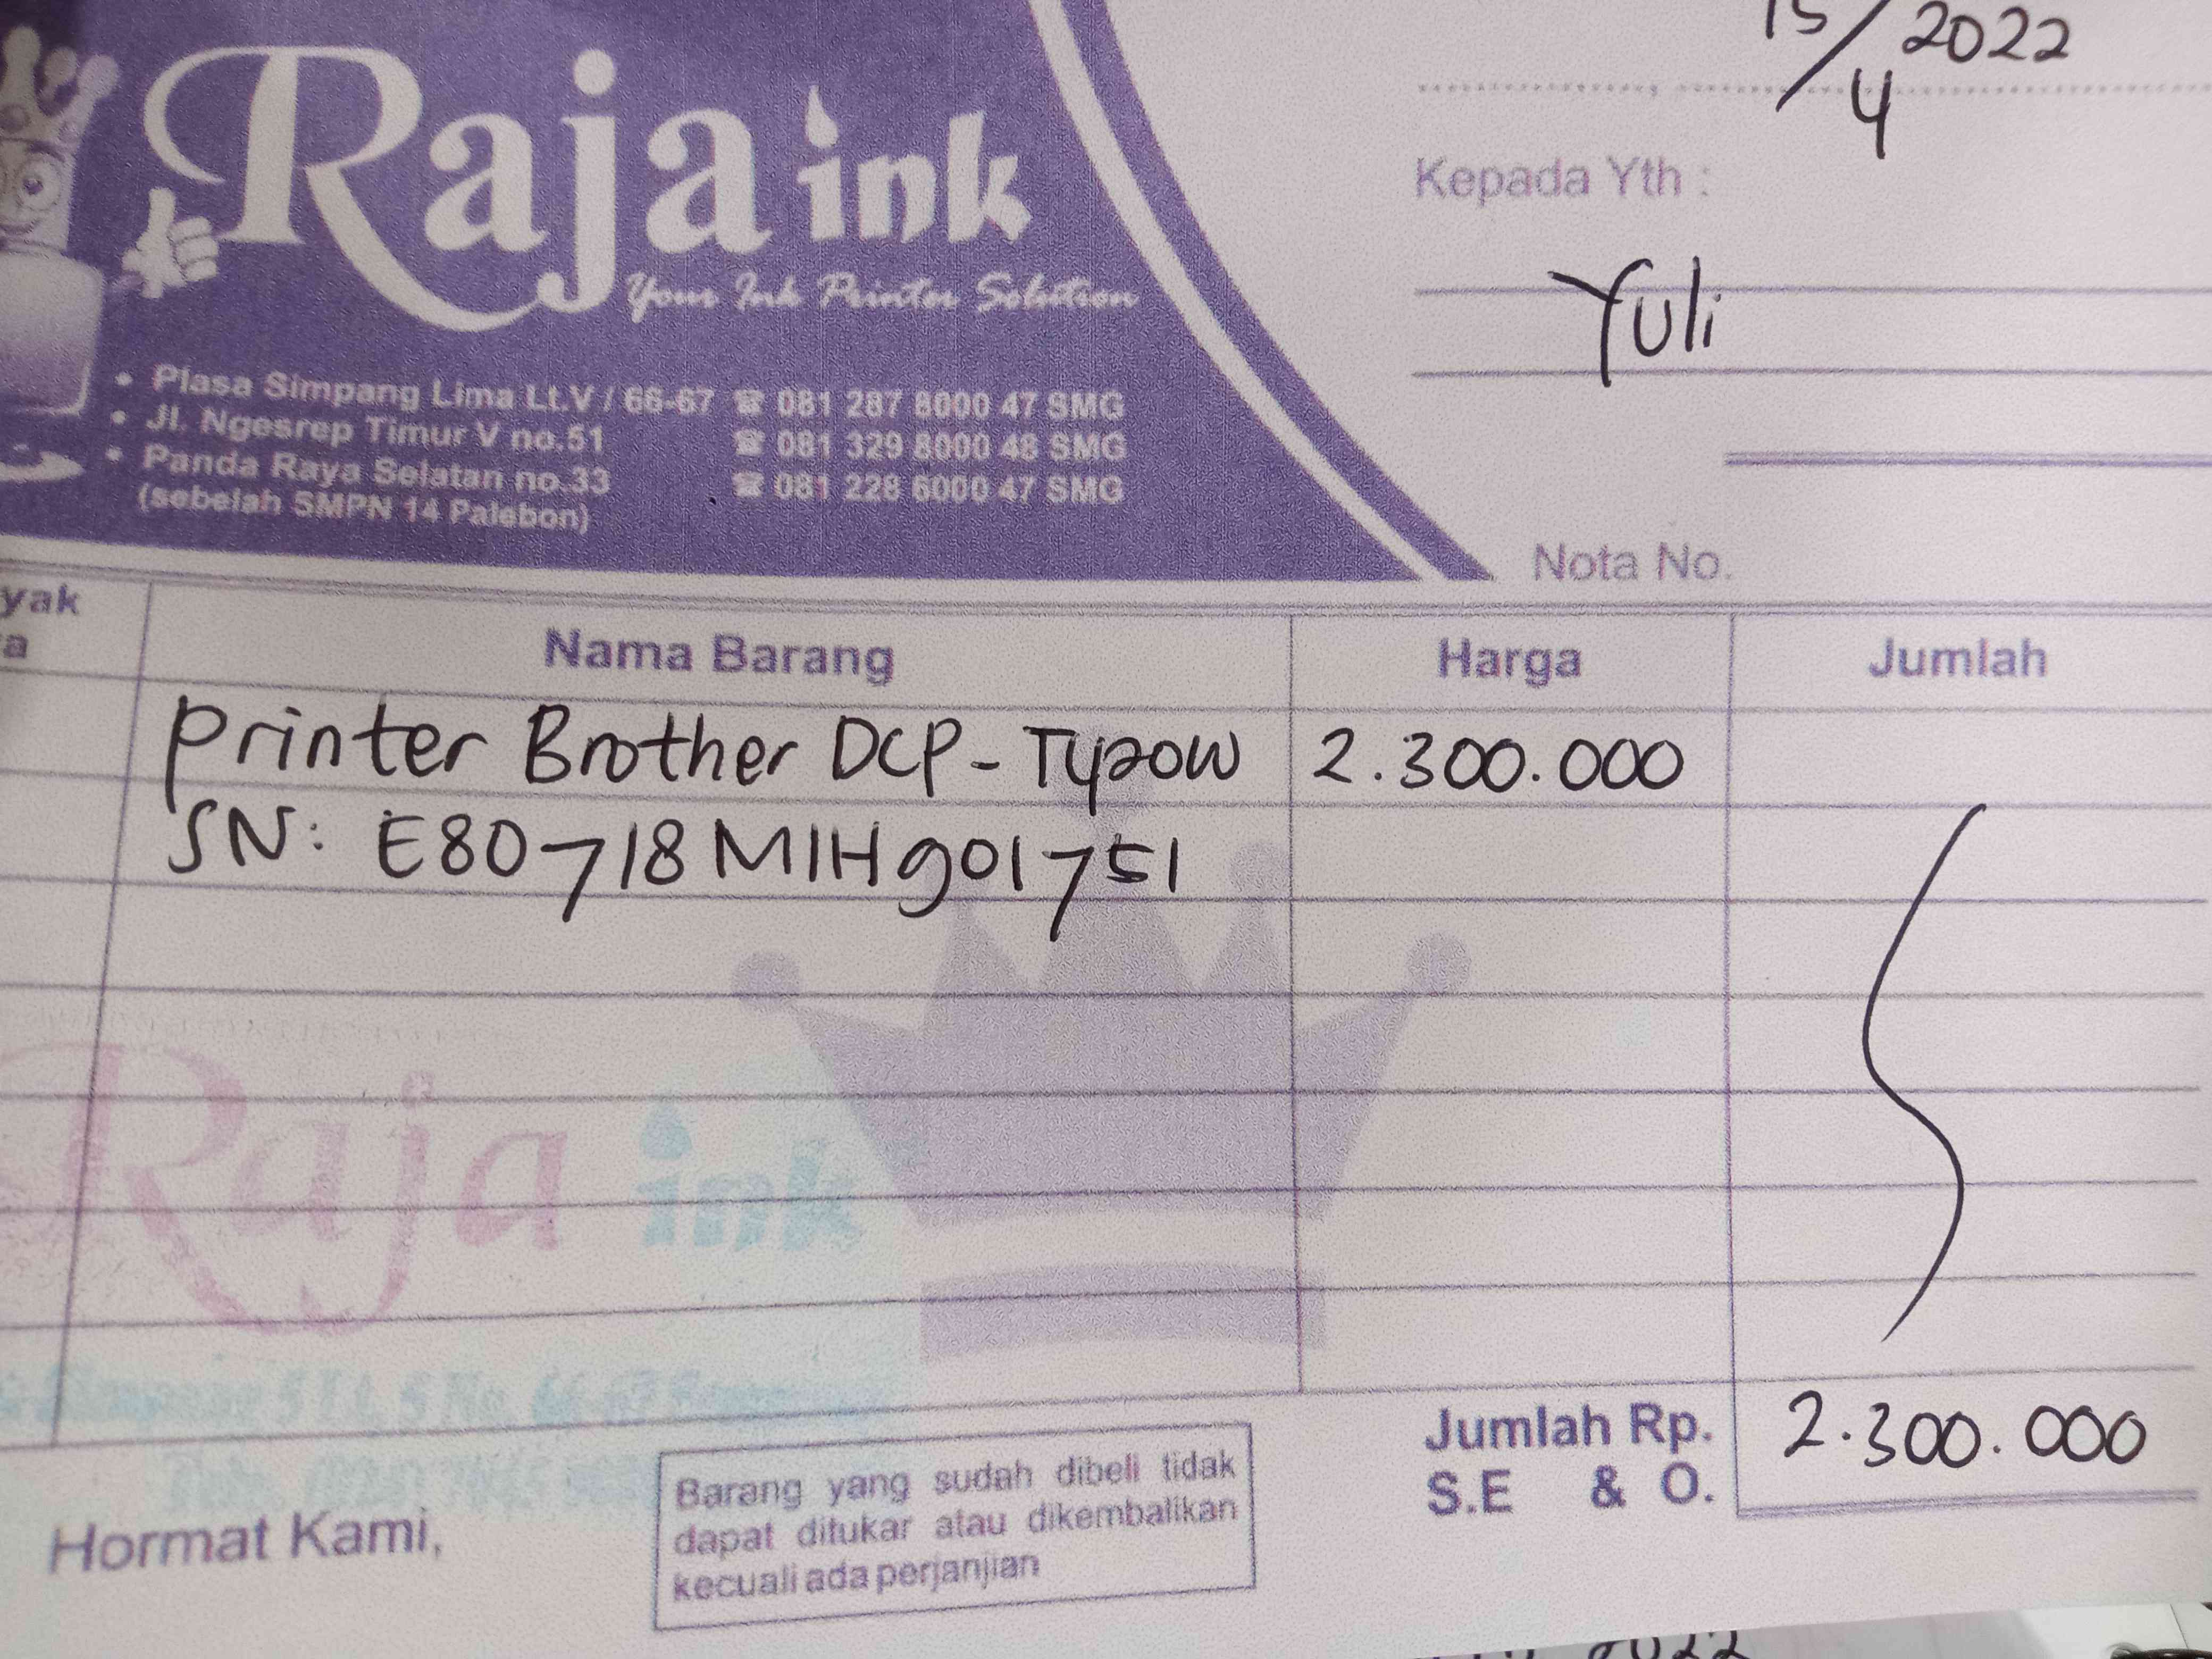 15/4 2022
Raja ink
Your Ink Printer Solution
Kepada Yth :
Yuli
• Plasa Simpang Lima Lt.V / 66-67 ☎ 081 287 8000 47 SMG
• Jl. Ngesrep Timur V no.51 ☎ 081 329 8000 48 SMG
• Panda Raya Selatan no.33 ☎ 081 228 6000 47 SMG
(sebelah SMPN 14 Palebon)
Nota No.
yak
a
Nama Barang Harga Jumlah
Printer Brother DCP-T420W 2.300.000
SN: E80718M1H901751
Raja ink
Jumlah Rp. 2.300.000
S.E & O.
Hormat Kami,
Barang yang sudah dibeli tidak
dapat ditukar atau dikembalikan
kecuali ada perjanjian
2022